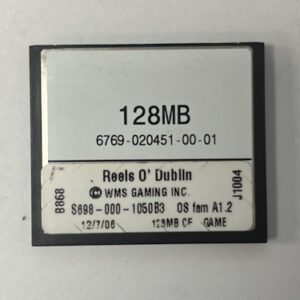 128MB
6769-020451-00-01
Reels O' Dublin
© WMS GAMING INC.
S698-000-1050B3 OS fam A1.2
12/7/06 128MB CF GAME
B868
J1004